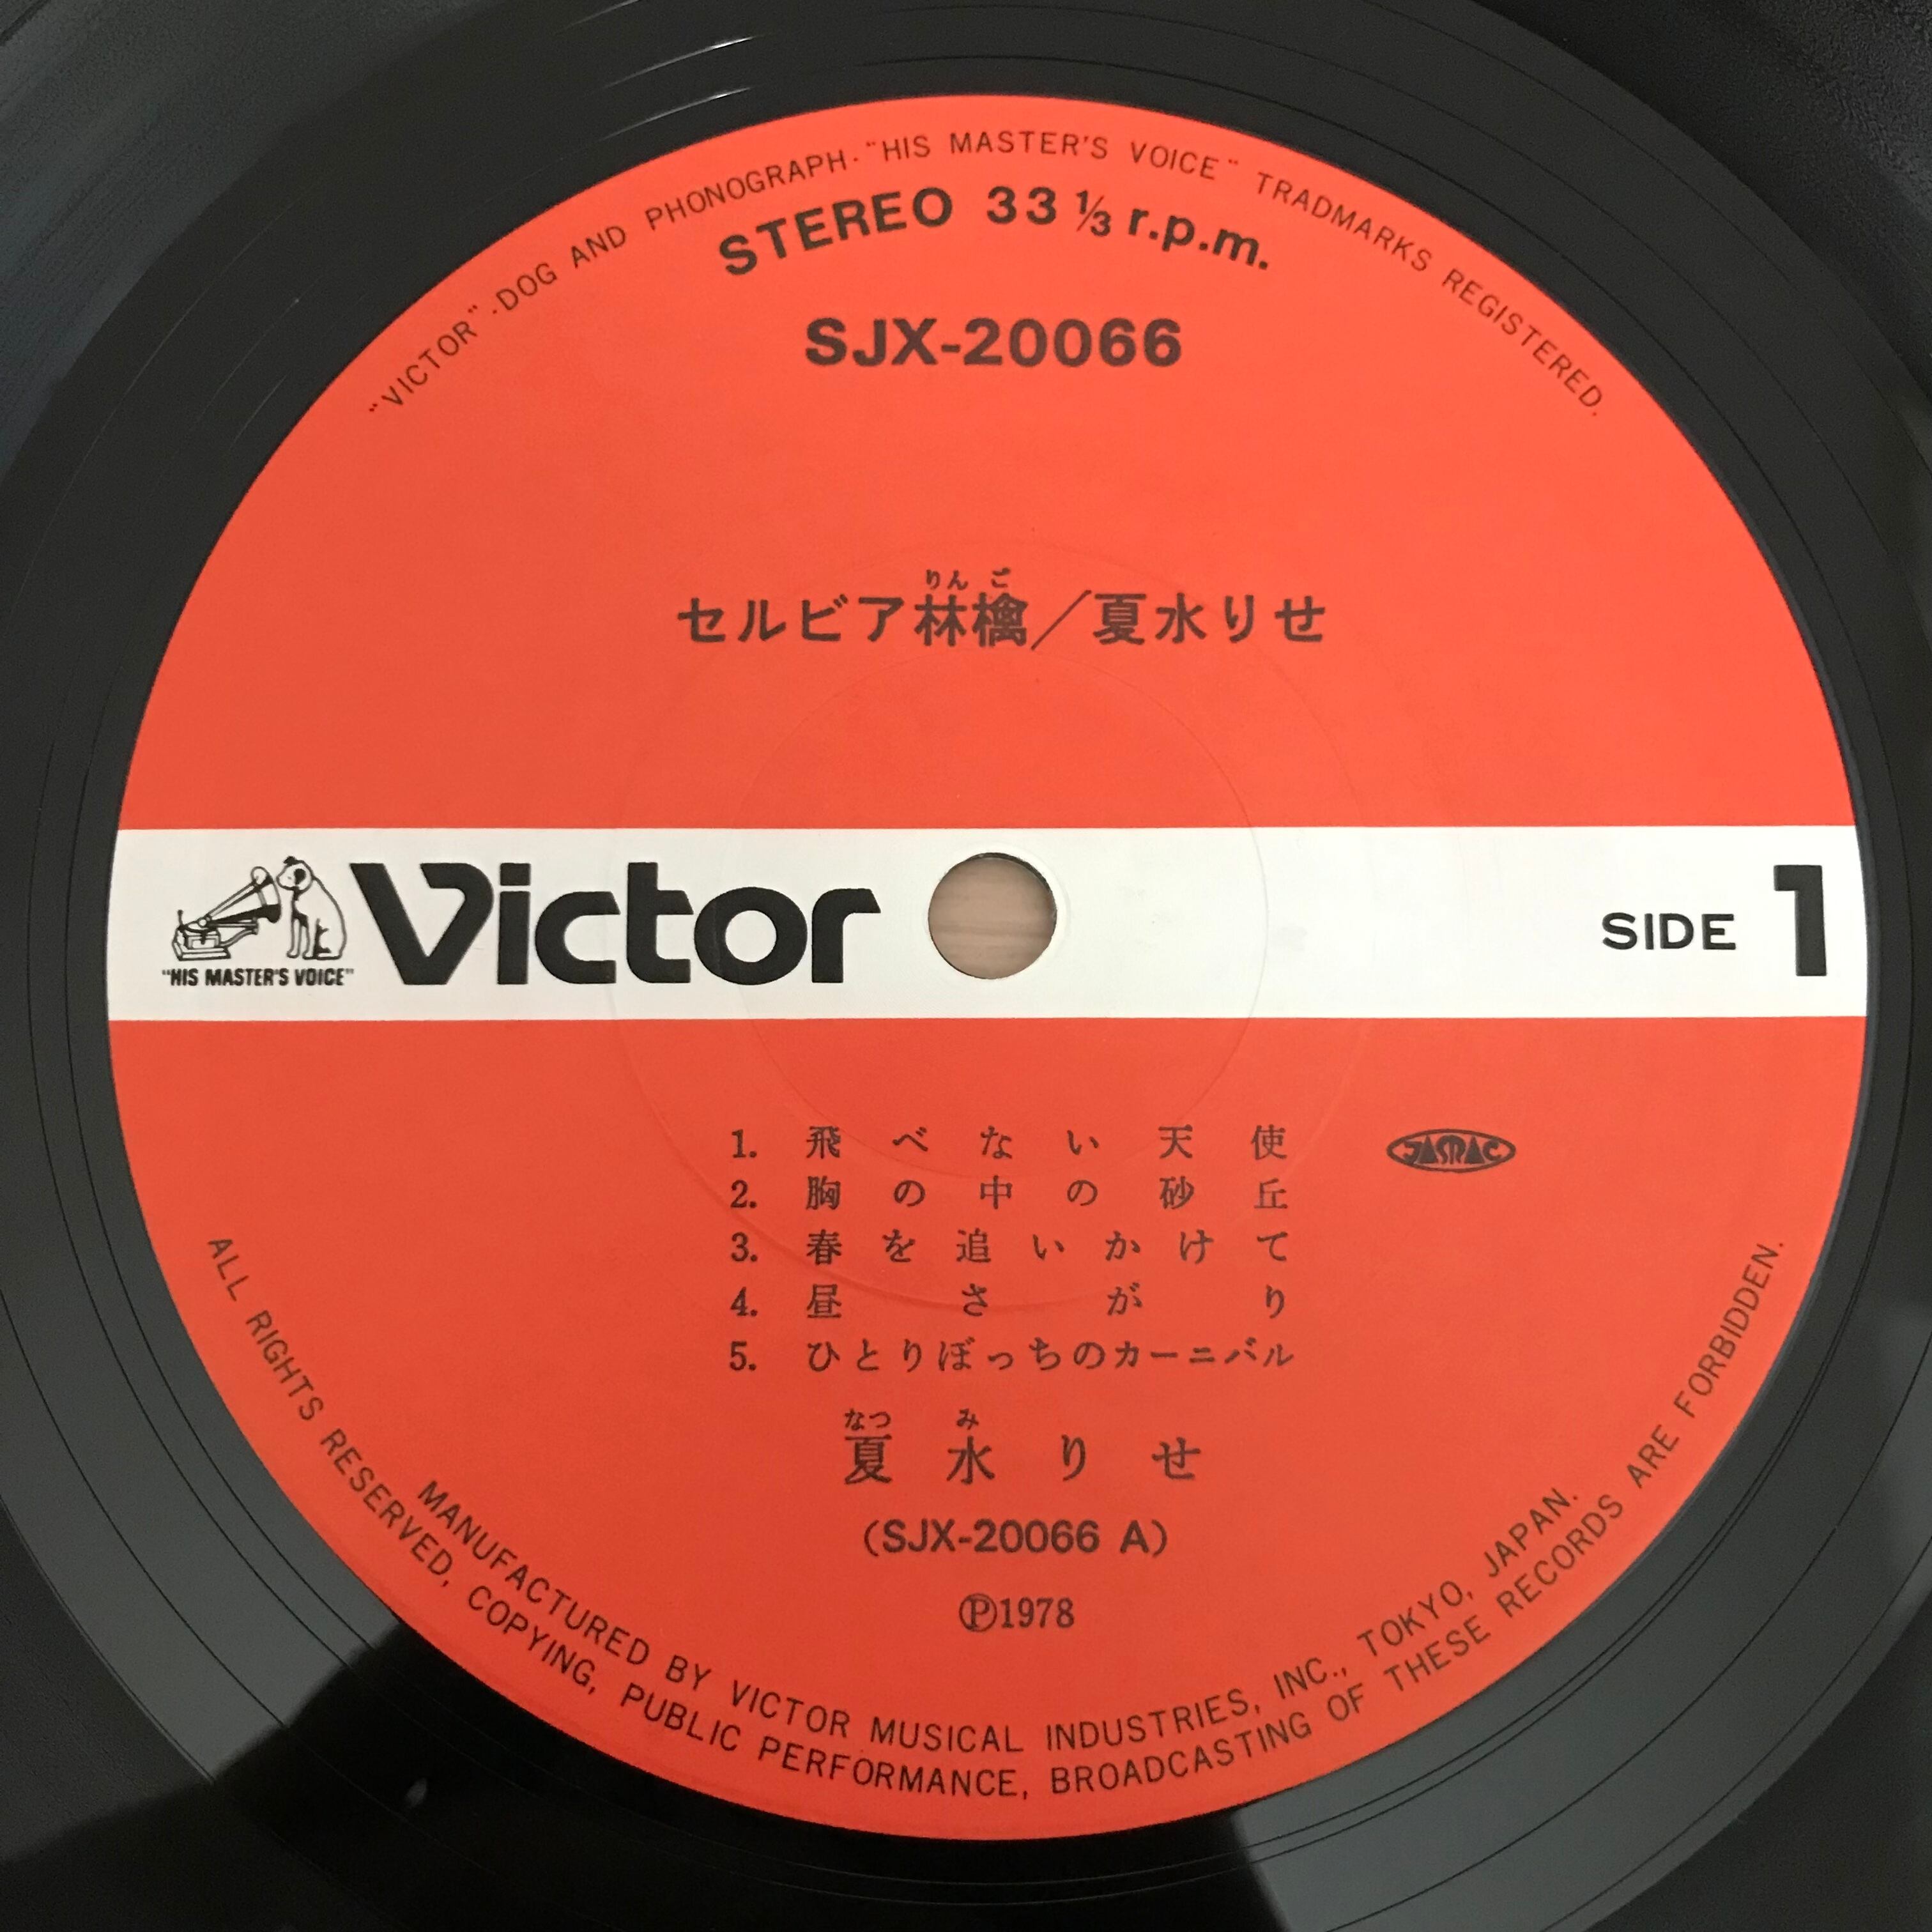 "VICTOR"·DOG AND PHONOGRAPH·"HIS MASTER'S VOICE" TRADMARKS REGISTERED.
STEREO 33 ⅓ r.p.m.
SJX-20066
りんご
セルビア林檎／夏水りせ
"HIS MASTER'S VOICE"
Victor
SIDE 1
1. 飛べない天使
JASRAC
2. 胸の中の砂丘
3. 春を追いかけて
4. 昼さがり
5. ひとりぼっちのカーニバル
なつ み
夏水りせ
(SJX-20066 A)
Ⓟ1978
MANUFACTURED BY VICTOR MUSICAL INDUSTRIES, INC., TOKYO, JAPAN.
ALL RIGHTS RESERVED, COPYING, PUBLIC PERFORMANCE, BROADCASTING OF THESE RECORDS ARE FORBIDDEN.